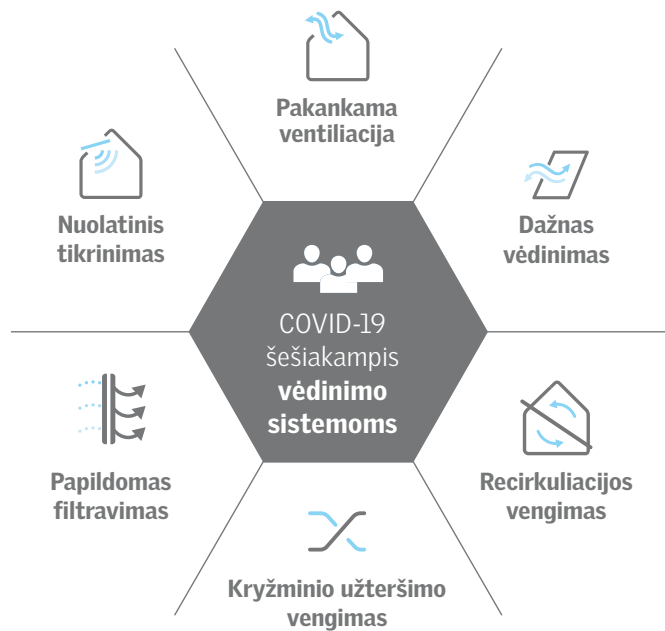 Pakankama
ventiliacija
Nuolatinis
tikrinimas
Dažnas
vėdinimas
COVID-19
šešiakampis
vėdinimo
sistemoms
Papildomas
filtravimas
Recirkuliacijos
vengimas
Kryžminio užteršimo
vengimas